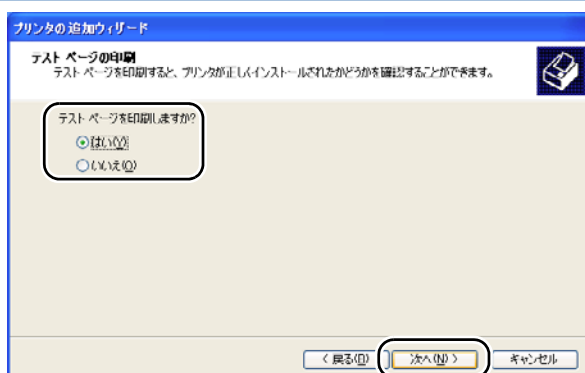 プリンタの追加ウィザード
テスト ページの印刷
テスト ページを印刷すると、プリンタが正しくインストールされたかどうかを確認することができます。
テスト ページを印刷しますか?
はい(Y)
いいえ(O)
< 戻る(B)
次へ(N) >
キャンセル